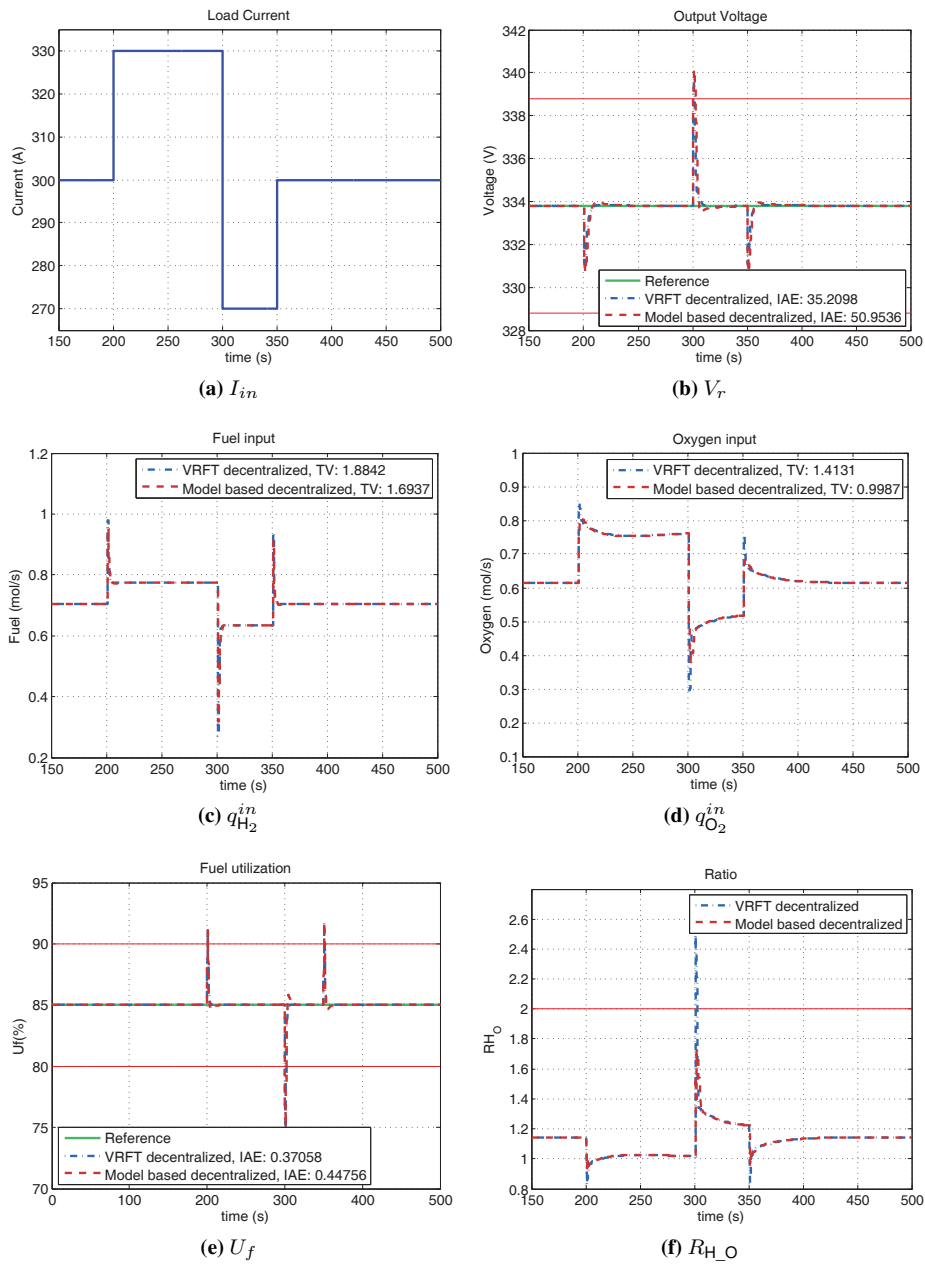 Load Current
330
320
310
300
290
280
270
Current (A)
150 200 250 300 350 400 450 500
time (s)
(a) I_in
Output Voltage
342
340
338
336
334
331
328
Voltage (V)
Reference
VRFT decentralized, IAE: 35.2098
Model based decentralized, IAE: 50.9536
150 200 250 300 350 400 450 500
time (s)
(b) V_r
Fuel input
1.2
1
0.8
0.6
0.4
0.2
Fuel (mol/s)
VRFT decentralized, TV: 1.8842
Model based decentralized, TV: 1.6937
150 200 250 300 350 400 450 500
time (s)
(c) q_H₂^in
Oxygen input
1
0.9
0.8
0.7
0.6
0.5
0.4
0.3
0.2
0.1
Oxygen (mol/s)
VRFT decentralized, TV: 1.4131
Model based decentralized, TV: 0.9987
150 200 250 300 350 400 450 500
time (s)
(d) q_O₂^in
Fuel utilization
95
90
85
80
75
70
Uf(%)
Reference
VRFT decentralized, IAE: 0.37058
Model based decentralized, IAE: 0.44756
0 100 200 300 400 500
time (s)
(e) U_f
Ratio
2.6
2.4
2.2
2
1.8
1.6
1.4
1.2
1
0.8
RH_O
VRFT decentralized
Model based decentralized
150 200 250 300 350 400 450 500
time (s)
(f) R_H_O